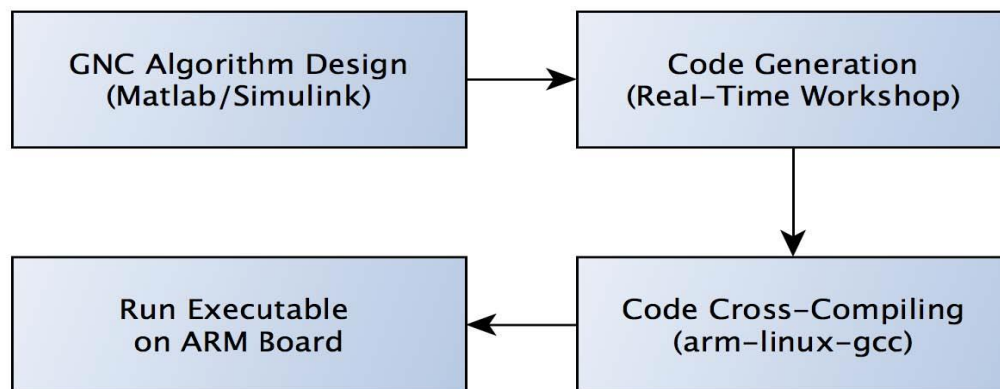 GNC Algorithm Design
(Matlab/Simulink)
Code Generation
(Real-Time Workshop)
Code Cross-Compiling
(arm-linux-gcc)
Run Executable
on ARM Board